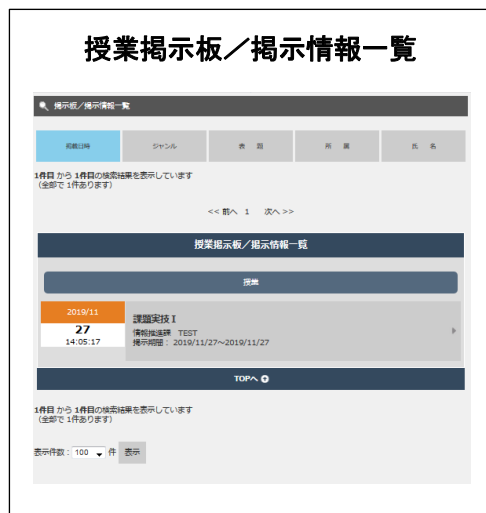 授業掲示板／掲示情報一覧
掲示板／掲示情報一覧
掲載日時 ジャンル 表 題 所 属 氏 名
1件目 から 1件目の検索結果を表示しています
（全部で 1件あります）
<< 前へ 1 次へ >>
授業掲示板／掲示情報一覧
授業
2019/11
27
14:05:17
課題実技Ⅰ
情報推進課 TEST
掲示期間： 2019/11/27～2019/11/27
TOPへ
1件目 から 1件目の検索結果を表示しています
（全部で 1件あります）
表示件数： 100 件 表示